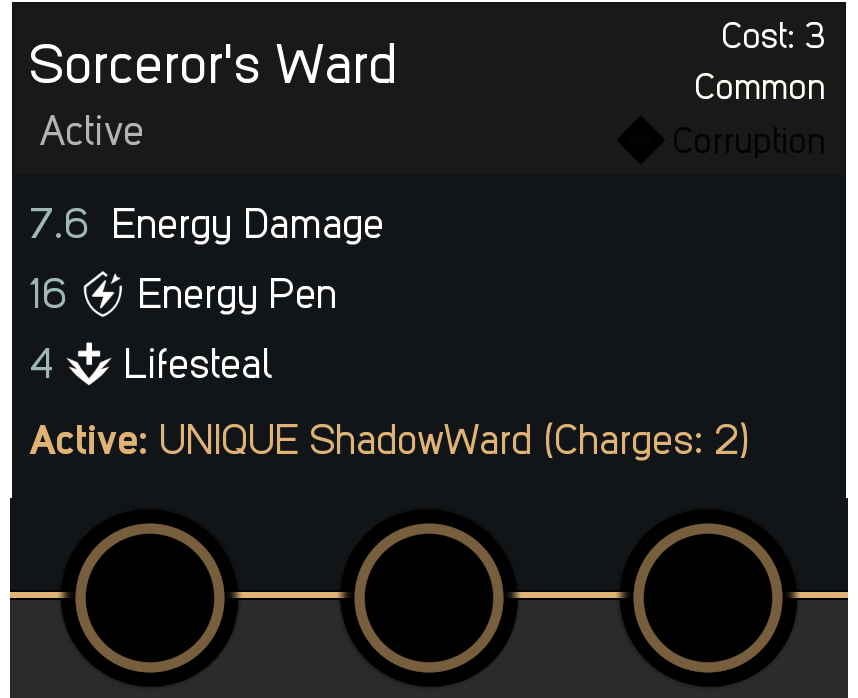 Sorceror's Ward
Cost: 3
Common
Active
Corruption
7.6 Energy Damage
16 Energy Pen
4 Lifesteal
Active: UNIQUE ShadowWard (Charges: 2)